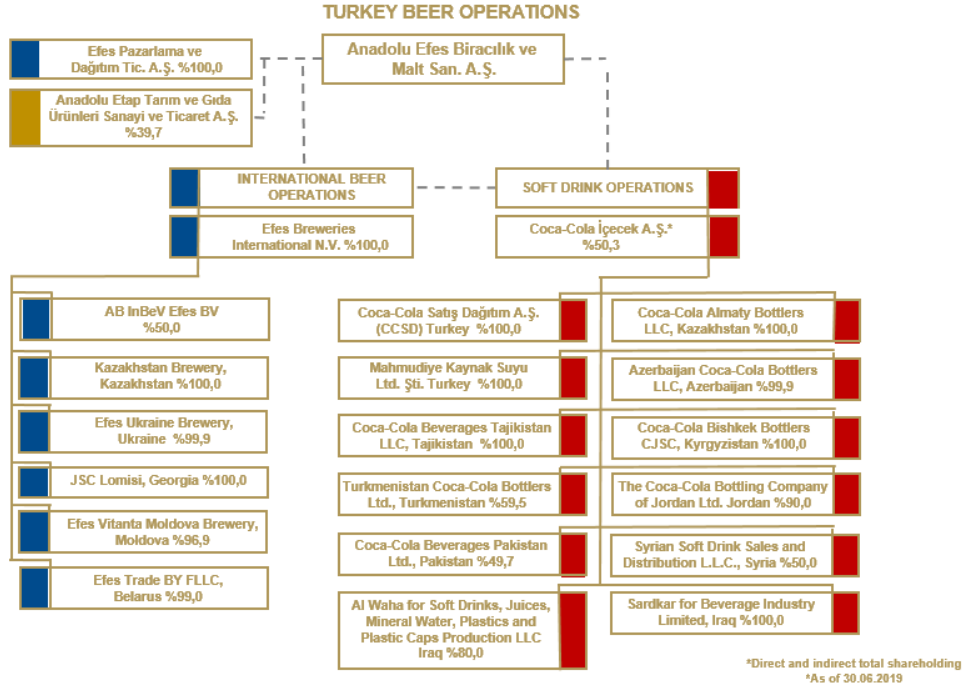 TURKEY BEER OPERATIONS
Efes Pazarlama ve
Dağıtım Tic. A.Ş. %100,0
Anadolu Efes Biracılık ve
Malt San. A.Ş.
Anadolu Etap Tarım ve Gıda
Ürünleri Sanayi ve Ticaret A.Ş.
%39,7
INTERNATIONAL BEER
OPERATIONS
SOFT DRINK OPERATIONS
Efes Breweries
International N.V. %100,0
Coca-Cola İçecek A.Ş.*
%50,3
AB InBeV Efes BV
%50,0
Kazakhstan Brewery,
Kazakhstan %100,0
Efes Ukraine Brewery,
Ukraine %99,9
JSC Lomisi, Georgia %100,0
Efes Vitanta Moldova Brewery,
Moldova %96,9
Efes Trade BY FLLC,
Belarus %99,0
Coca-Cola Satış Dağıtım A.Ş.
(CCSD) Turkey %100,0
Mahmudiye Kaynak Suyu
Ltd. Şti. Turkey %100,0
Coca-Cola Beverages Tajikistan
LLC, Tajikistan %100,0
Turkmenistan Coca-Cola Bottlers
Ltd., Turkmenistan %59,5
Coca-Cola Beverages Pakistan
Ltd., Pakistan %49,7
Al Waha for Soft Drinks, Juices,
Mineral Water, Plastics and
Plastic Caps Production LLC
Iraq %80,0
Coca-Cola Almaty Bottlers
LLC, Kazakhstan %100,0
Azerbaijan Coca-Cola Bottlers
LLC, Azerbaijan %99,9
Coca-Cola Bishkek Bottlers
CJSC, Kyrgyzistan %100,0
The Coca-Cola Bottling Company
of Jordan Ltd. Jordan %90,0
Syrian Soft Drink Sales and
Distribution L.L.C., Syria %50,0
Sardkar for Beverage Industry
Limited, Iraq %100,0
*Direct and indirect total shareholding
*As of 30.06.2019